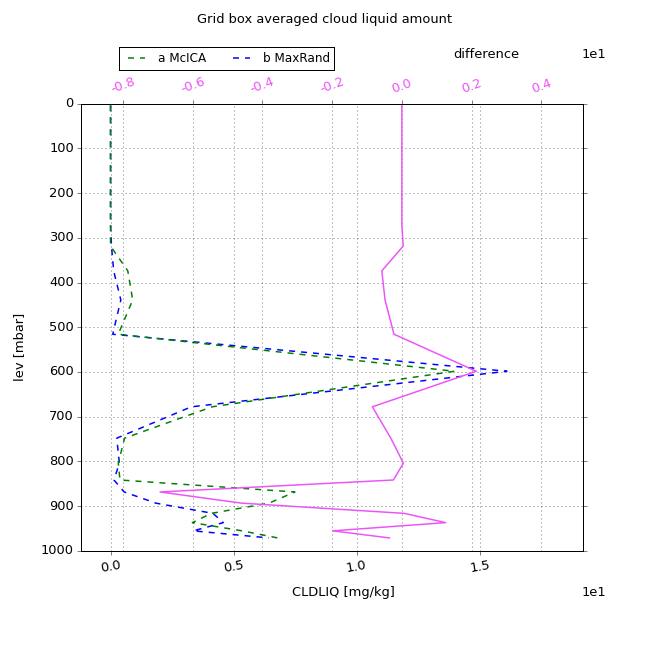 Grid box averaged cloud liquid amount
a McICA b MaxRand difference 1e1
-0.8 -0.6 -0.4 -0.2 0.0 0.2 0.4
0
100
200
300
400
500
600
700
800
900
1000
lev [mbar]
0.0 0.5 1.0 1.5
CLDLIQ [mg/kg] 1e1